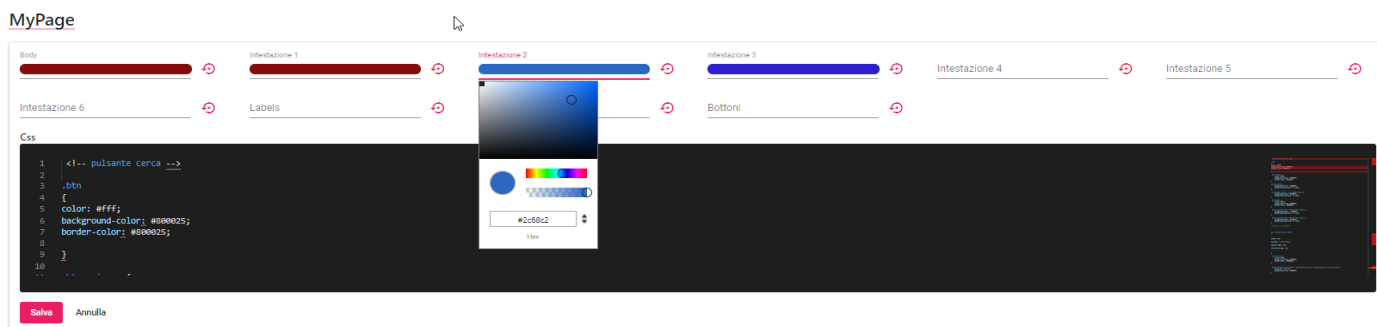 MyPage
Body Intestazione 1 Intestazione 2 Intestazione 3
Intestazione 4 Intestazione 5
Intestazione 6 Labels Bottoni
Css
1 <!-- pulsante cerca -->
2
3 .btn
4 {
5 color: #fff;
6 background-color: #800025;
7 border-color: #800025;
8
9 }
10
#2c68c2
Hex
Salva Annulla